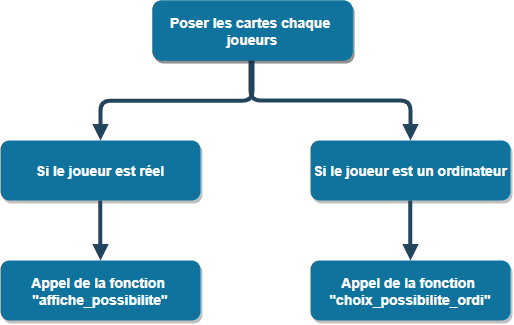 Poser les cartes chaque
joueurs
Si le joueur est réel
Si le joueur est un ordinateur
Appel de la fonction
"affiche_possibilite"
Appel de la fonction
"choix_possibilite_ordi"